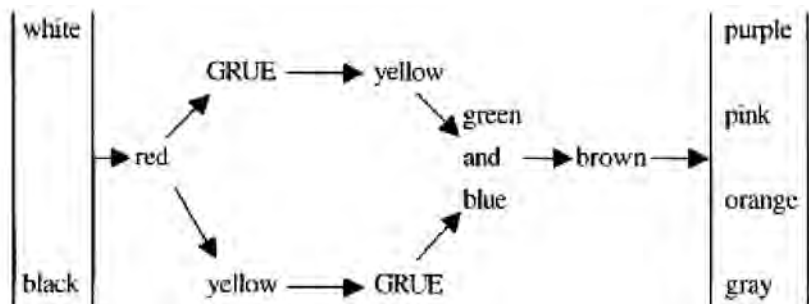 white
purple
GRUE yellow
green
pink
red
and
brown
blue
orange
black
yellow GRUE
gray